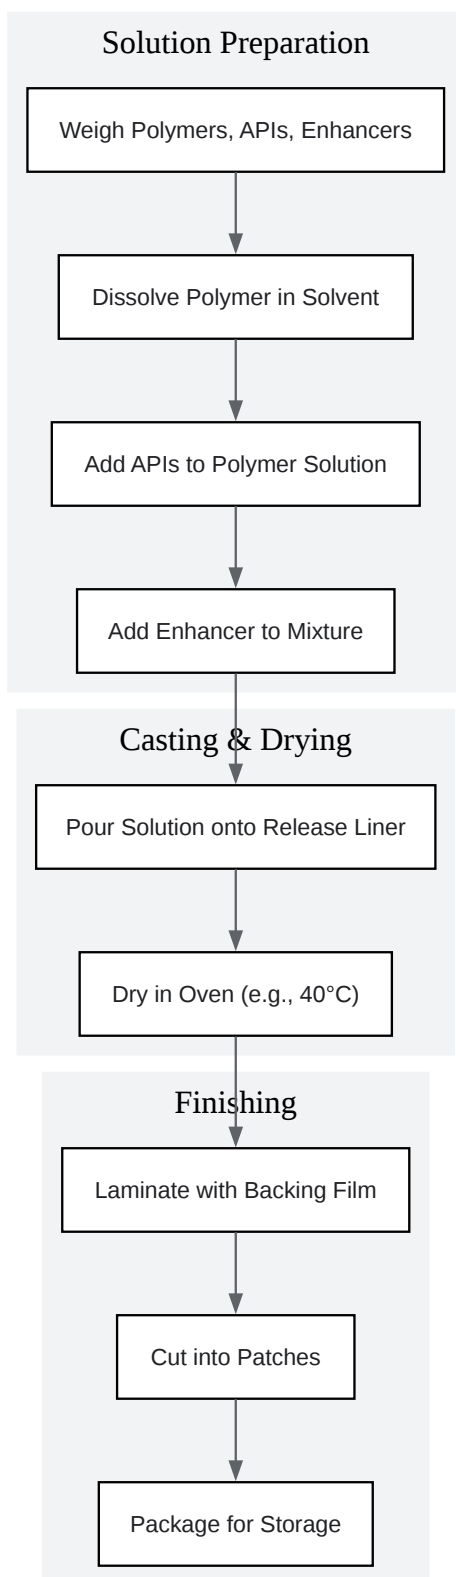 Solution Preparation
Weigh Polymers, APIs, Enhancers
Dissolve Polymer in Solvent
Add APIs to Polymer Solution
Add Enhancer to Mixture
Casting & Drying
Pour Solution onto Release Liner
Dry in Oven (e.g., 40°C)
Finishing
Laminate with Backing Film
Cut into Patches
Package for Storage